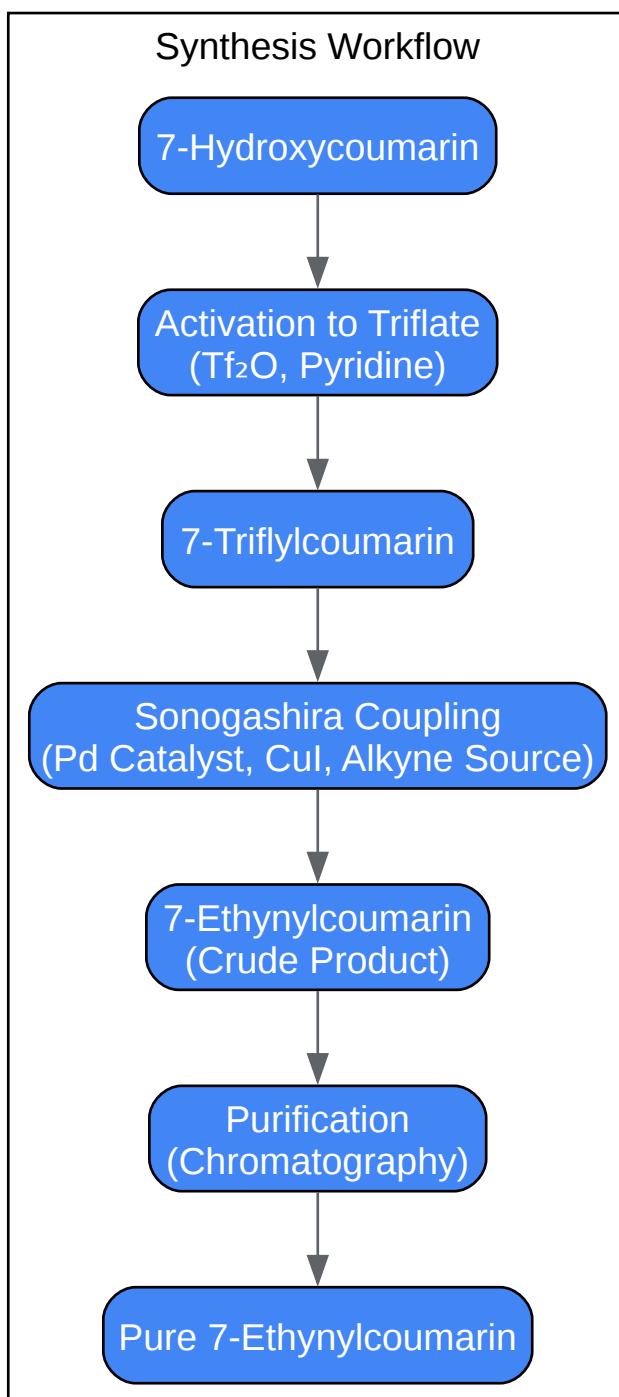 Synthesis Workflow
7-Hydroxycoumarin
Activation to Triflate
(Tf₂O, Pyridine)
7-Triflylcoumarin
Sonogashira Coupling
(Pd Catalyst, CuI, Alkyne Source)
7-Ethynylcoumarin
(Crude Product)
Purification
(Chromatography)
Pure 7-Ethynylcoumarin